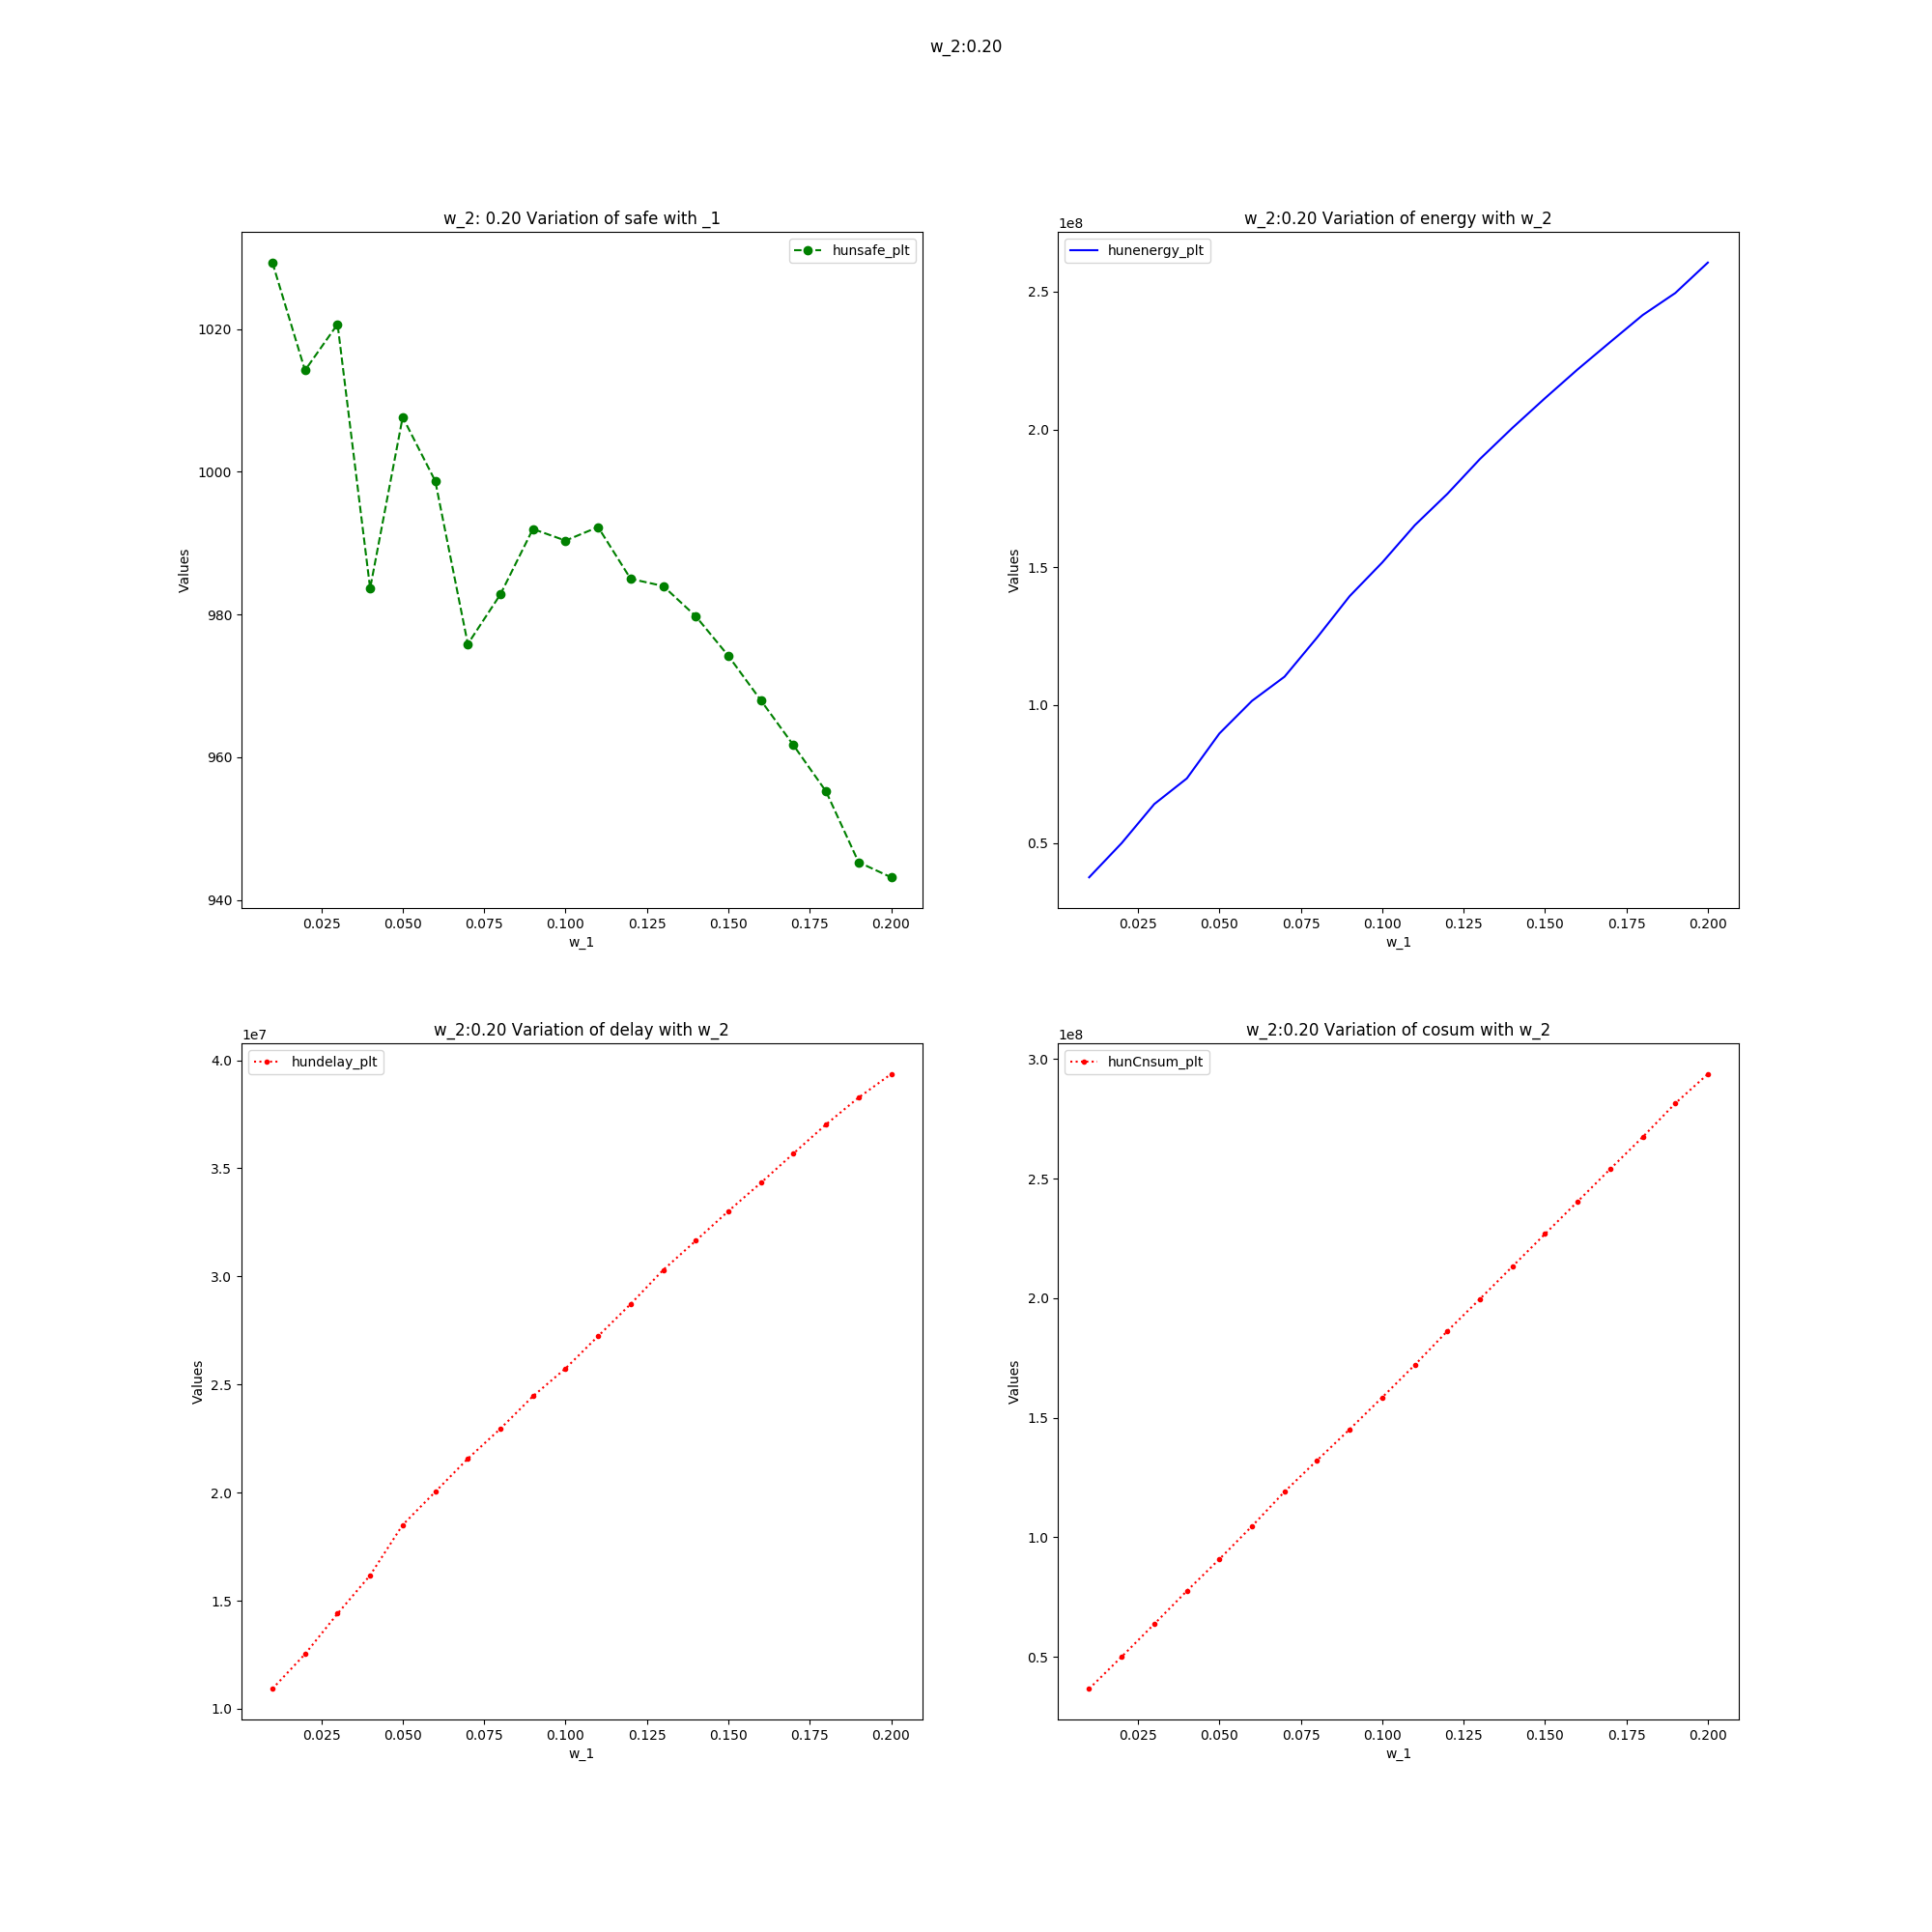 w_2:0.20
w_2: 0.20 Variation of safe with _1
hunsafe_plt
Values
1020
1000
980
960
940
0.025 0.050 0.075 0.100 0.125 0.150 0.175 0.200
w_1
w_2:0.20 Variation of energy with w_2
1e8
hunenergy_plt
Values
2.5
2.0
1.5
1.0
0.5
0.025 0.050 0.075 0.100 0.125 0.150 0.175 0.200
w_1
w_2:0.20 Variation of delay with w_2
1e7
hundelay_plt
Values
4.0
3.5
3.0
2.5
2.0
1.5
1.0
0.025 0.050 0.075 0.100 0.125 0.150 0.175 0.200
w_1
w_2:0.20 Variation of cosum with w_2
1e8
hunCnsum_plt
Values
3.0
2.5
2.0
1.5
1.0
0.5
0.025 0.050 0.075 0.100 0.125 0.150 0.175 0.200
w_1